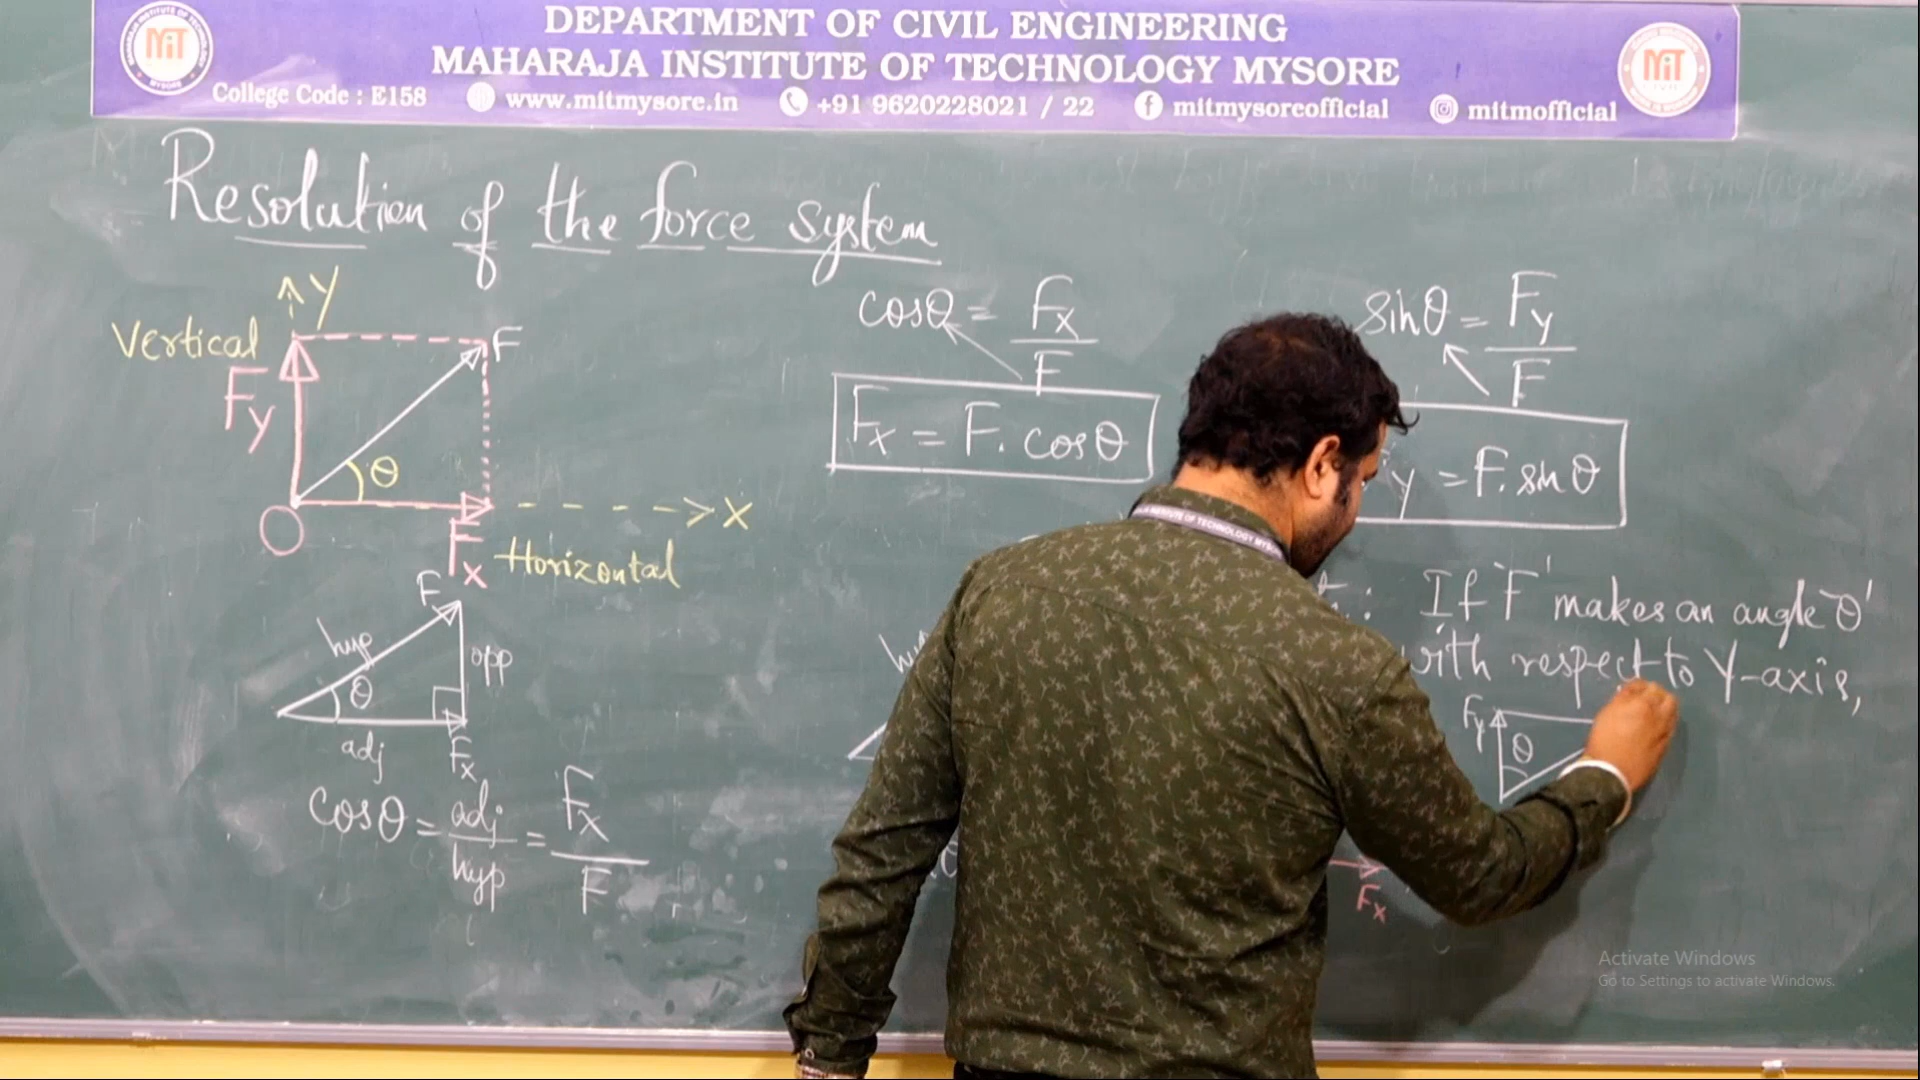 DEPARTMENT OF CIVIL ENGINEERING
MAHARAJA INSTITUTE OF TECHNOLOGY MYSORE
College Code : E158 www.mitmysore.in +91 9620228021 / 22 mitmysoreofficial mitmofficial
MIT
MYSORE
MIT
Resolution of the force system
Y
Vertical
F
Fy
θ
O
X
Fx
Horizontal
F
hyp
opp
θ
adj
Fx
cosθ = adj/hyp = Fx/F
cosθ = Fx/F
Fx = F. cosθ
sinθ = Fy/F
y = F. sinθ
If 'F' makes an angle 'θ'
with respect to Y-axis,
Fy
θ
Fx
Activate Windows
Go to Settings to activate Windows.